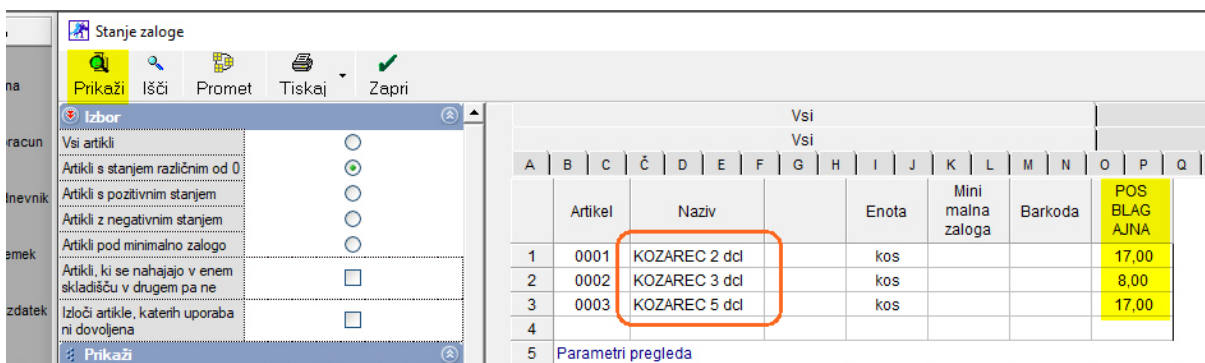 Stanje zaloge
Prikaži Išči Promet Tiskaj Zapri
na
racun
dnevnik
emek
zdatek
Izbor
Vsi artikli
Artikli s stanjem različnim od 0
Artikli s pozitivnim stanjem
Artikli z negativnim stanjem
Artikli pod minimalno zalogo
Artikli, ki se nahajajo v enem
skladišču v drugem pa ne
Izloči artikle, katerih uporaba
ni dovoljena
Prikaži
Vsi
Vsi
A B C Č D E F G H I J K L M N O P Q
Artikel Naziv Enota Mini
malna
zaloga Barkoda POS
BLAG
AJNA
1 0001 KOZAREC 2 dcl kos 17,00
2 0002 KOZAREC 3 dcl kos 8,00
3 0003 KOZAREC 5 dcl kos 17,00
4
5 Parametri pregleda